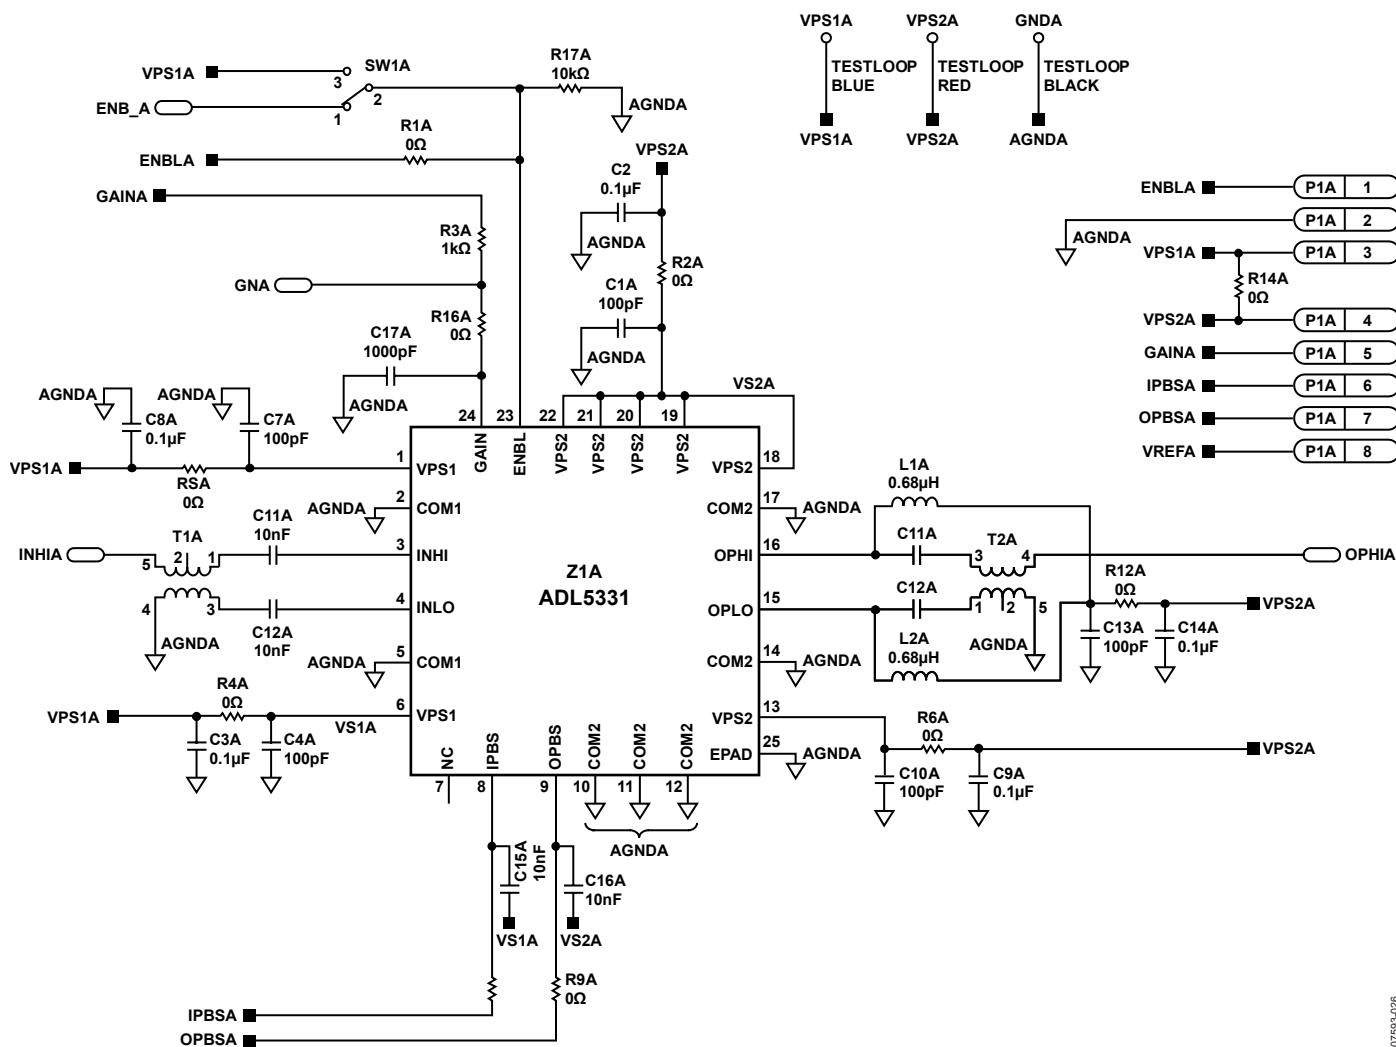 VPS1A
VPS2A
GNDA
TESTLOOP
BLUE
TESTLOOP
RED
TESTLOOP
BLACK
VPS1A
VPS2A
AGNDA
VPS1A
SW1A
3
2
1
ENB_A
R17A
10kΩ
AGNDA
R1A
0Ω
ENBLA
GAINA
VPS2A
C2
0.1µF
AGNDA
R2A
0Ω
C1A
100pF
AGNDA
R3A
1kΩ
GNA
R16A
0Ω
C17A
1000pF
AGNDA
VS2A
ENBLA
P1A 1
P1A 2
AGNDA
VPS1A
P1A 3
R14A
0Ω
VPS2A
P1A 4
GAINA
P1A 5
IPBSA
P1A 6
OPBSA
P1A 7
VREFA
P1A 8
AGNDA
AGNDA
C8A
0.1µF
C7A
100pF
VPS1A
RSA
0Ω
24
23
22
21
20
19
GAIN
ENBL
VPS2
VPS2
VPS2
VPS2
1
VPS1
2
COM1
AGNDA
3
INHI
4
INLO
5
COM1
AGNDA
6
VPS1
INHIA
T1A
5
2
1
4
3
AGNDA
C11A
10nF
C12A
10nF
VPS1A
R4A
0Ω
VS1A
C3A
0.1µF
C4A
100pF
Z1A
ADL5331
18
VPS2
17
COM2
AGNDA
16
OPHI
15
OPLO
14
COM2
AGNDA
13
VPS2
25
EPAD
AGNDA
L1A
0.68µH
C11A
T2A
3
4
OPHIA
C12A
1
2
5
AGNDA
L2A
0.68µH
R12A
0Ω
VPS2A
C13A
100pF
C14A
0.1µF
R6A
0Ω
VPS2A
C10A
100pF
C9A
0.1µF
NC
IPBS
OPBS
COM2
COM2
COM2
7
8
9
10
11
12
AGNDA
C15A
10nF
C16A
10nF
VS1A
VS2A
R9A
0Ω
IPBSA
OPBSA
07593-026